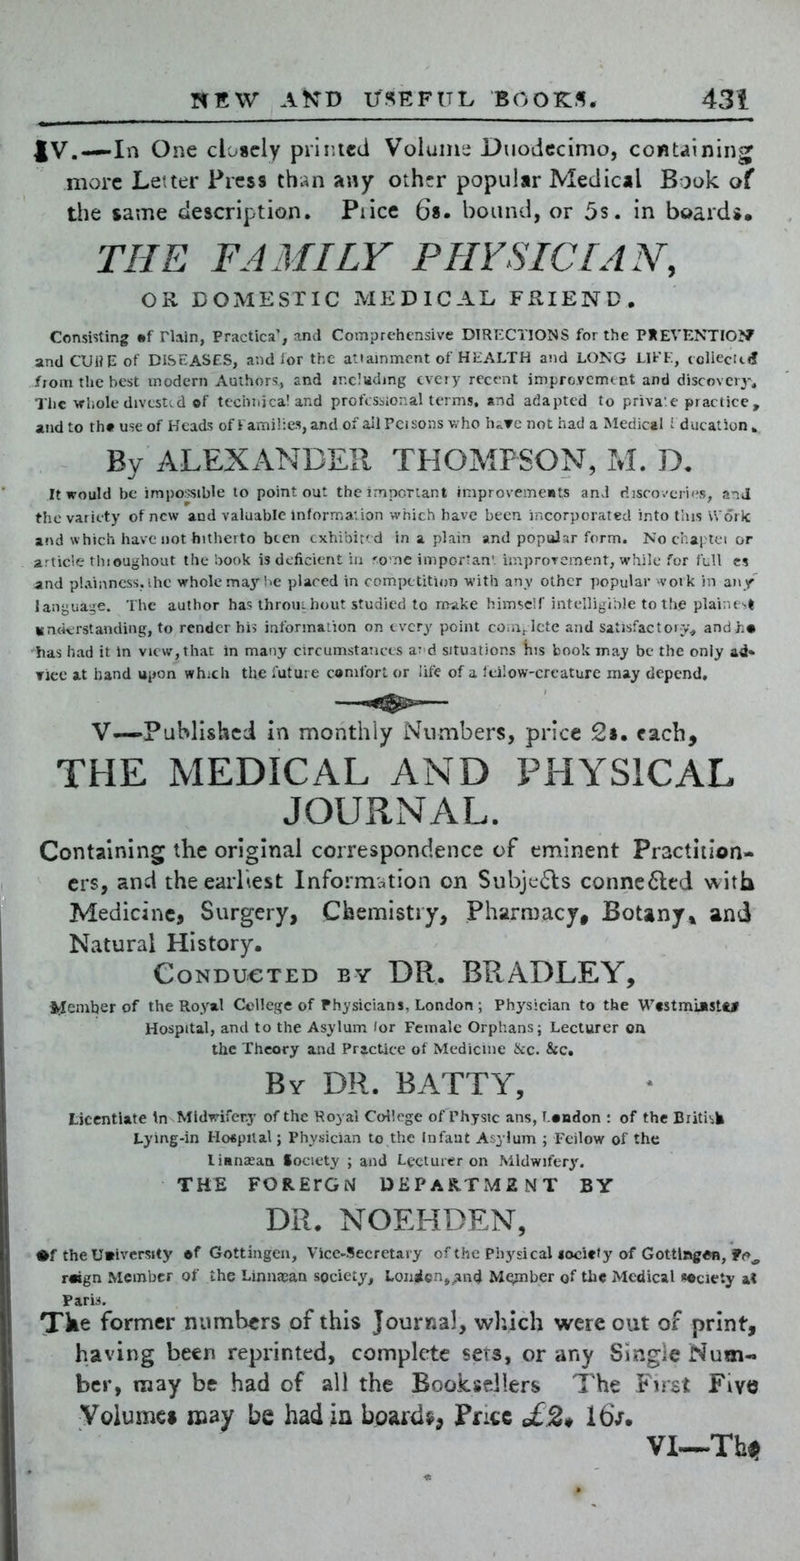 NEW AND USEFUL BOOKS. 431
IV.—In One closely printed Volume Duodecimo, containing
more Letter Press than any other popular Medical Book of
the same description. Price 6s. bound, or 5s. in boards.
THE FAMILY PHYSICIAN,
OR DOMESTIC MEDICAL FRIEND.
Consisting of Plain, Practical, and Comprehensive DIRECTIONS for the PREVENTION
and CURE of DISEASES, and for the attainment of HEALTH and LONG LIFE, collected
from the best modern Authors, and including every recent improvement and discovery.
The whole divested of technical and professional terms, and adapted to private practice,
and to the use of Heads of Families, and of all Persons who have not had a Medical Education.
By ALEXANDER THOMPSON, M. D.
It would be impossible to point out the important improvements and discoveries, and
the variety of new and valuable information which have been incorporated into this Work
and which have not hitherto been exhibited in a plain and popular form. No chapter or
article throughout the book is deficient in some important improvement, while for fullness
and plainness, the whole may be placed in competition with any other popular work in any
language. The author has throughout studied to make himself intelligible to the plainest
understanding, to render his information on every point complete and satisfactory, and he
has had it in view, that in many circumstances and situations his book may be the only ad-
vice at hand upon which the future comfort or life of a fellow-creature may depend.
V—Published in monthly Numbers, price 2s. each,
THE MEDICAL AND PHYSICAL
JOURNAL.
Containing the original correspondence of eminent Practition-
ers, and the earliest Information on Subjects connected with
Medicine, Surgery, Chemistry, Pharmacy, Botany, and
Natural History.
CONDUCTED BY DR. BRADLEY,
Member of the Royal College of Physicians, London; Physician to the Westminster
Hospital, and to the Asylum for Female Orphans; Lecturer on
the Theory and Practice of Medicine &c. &c.
BY DR. BATTY,
Licentiate in Midwifery of the Royal College of Physic ans, London : of the British
Lying-in Hospital; Physician to the Infant Asylum ; Fellow of the
Linnæan Society ; and Lecturer on Midwifery.
THE FOREIGN DEPARTMENT BY
DR. NOEHDEN,
Of the University of Gottingen, Vice-Secretary of the Physical society of Gottingen, Fo-
reign Member of the Linnæan society, London, and Member of the Medical society at
Paris.
The former numbers of this Journal, which were out of print,
having been reprinted, complete sets, or any Single Num-
ber, may be had of all the Booksellers The First Five
Volumes may be had in boards, Price £2. 16s.
VI—The